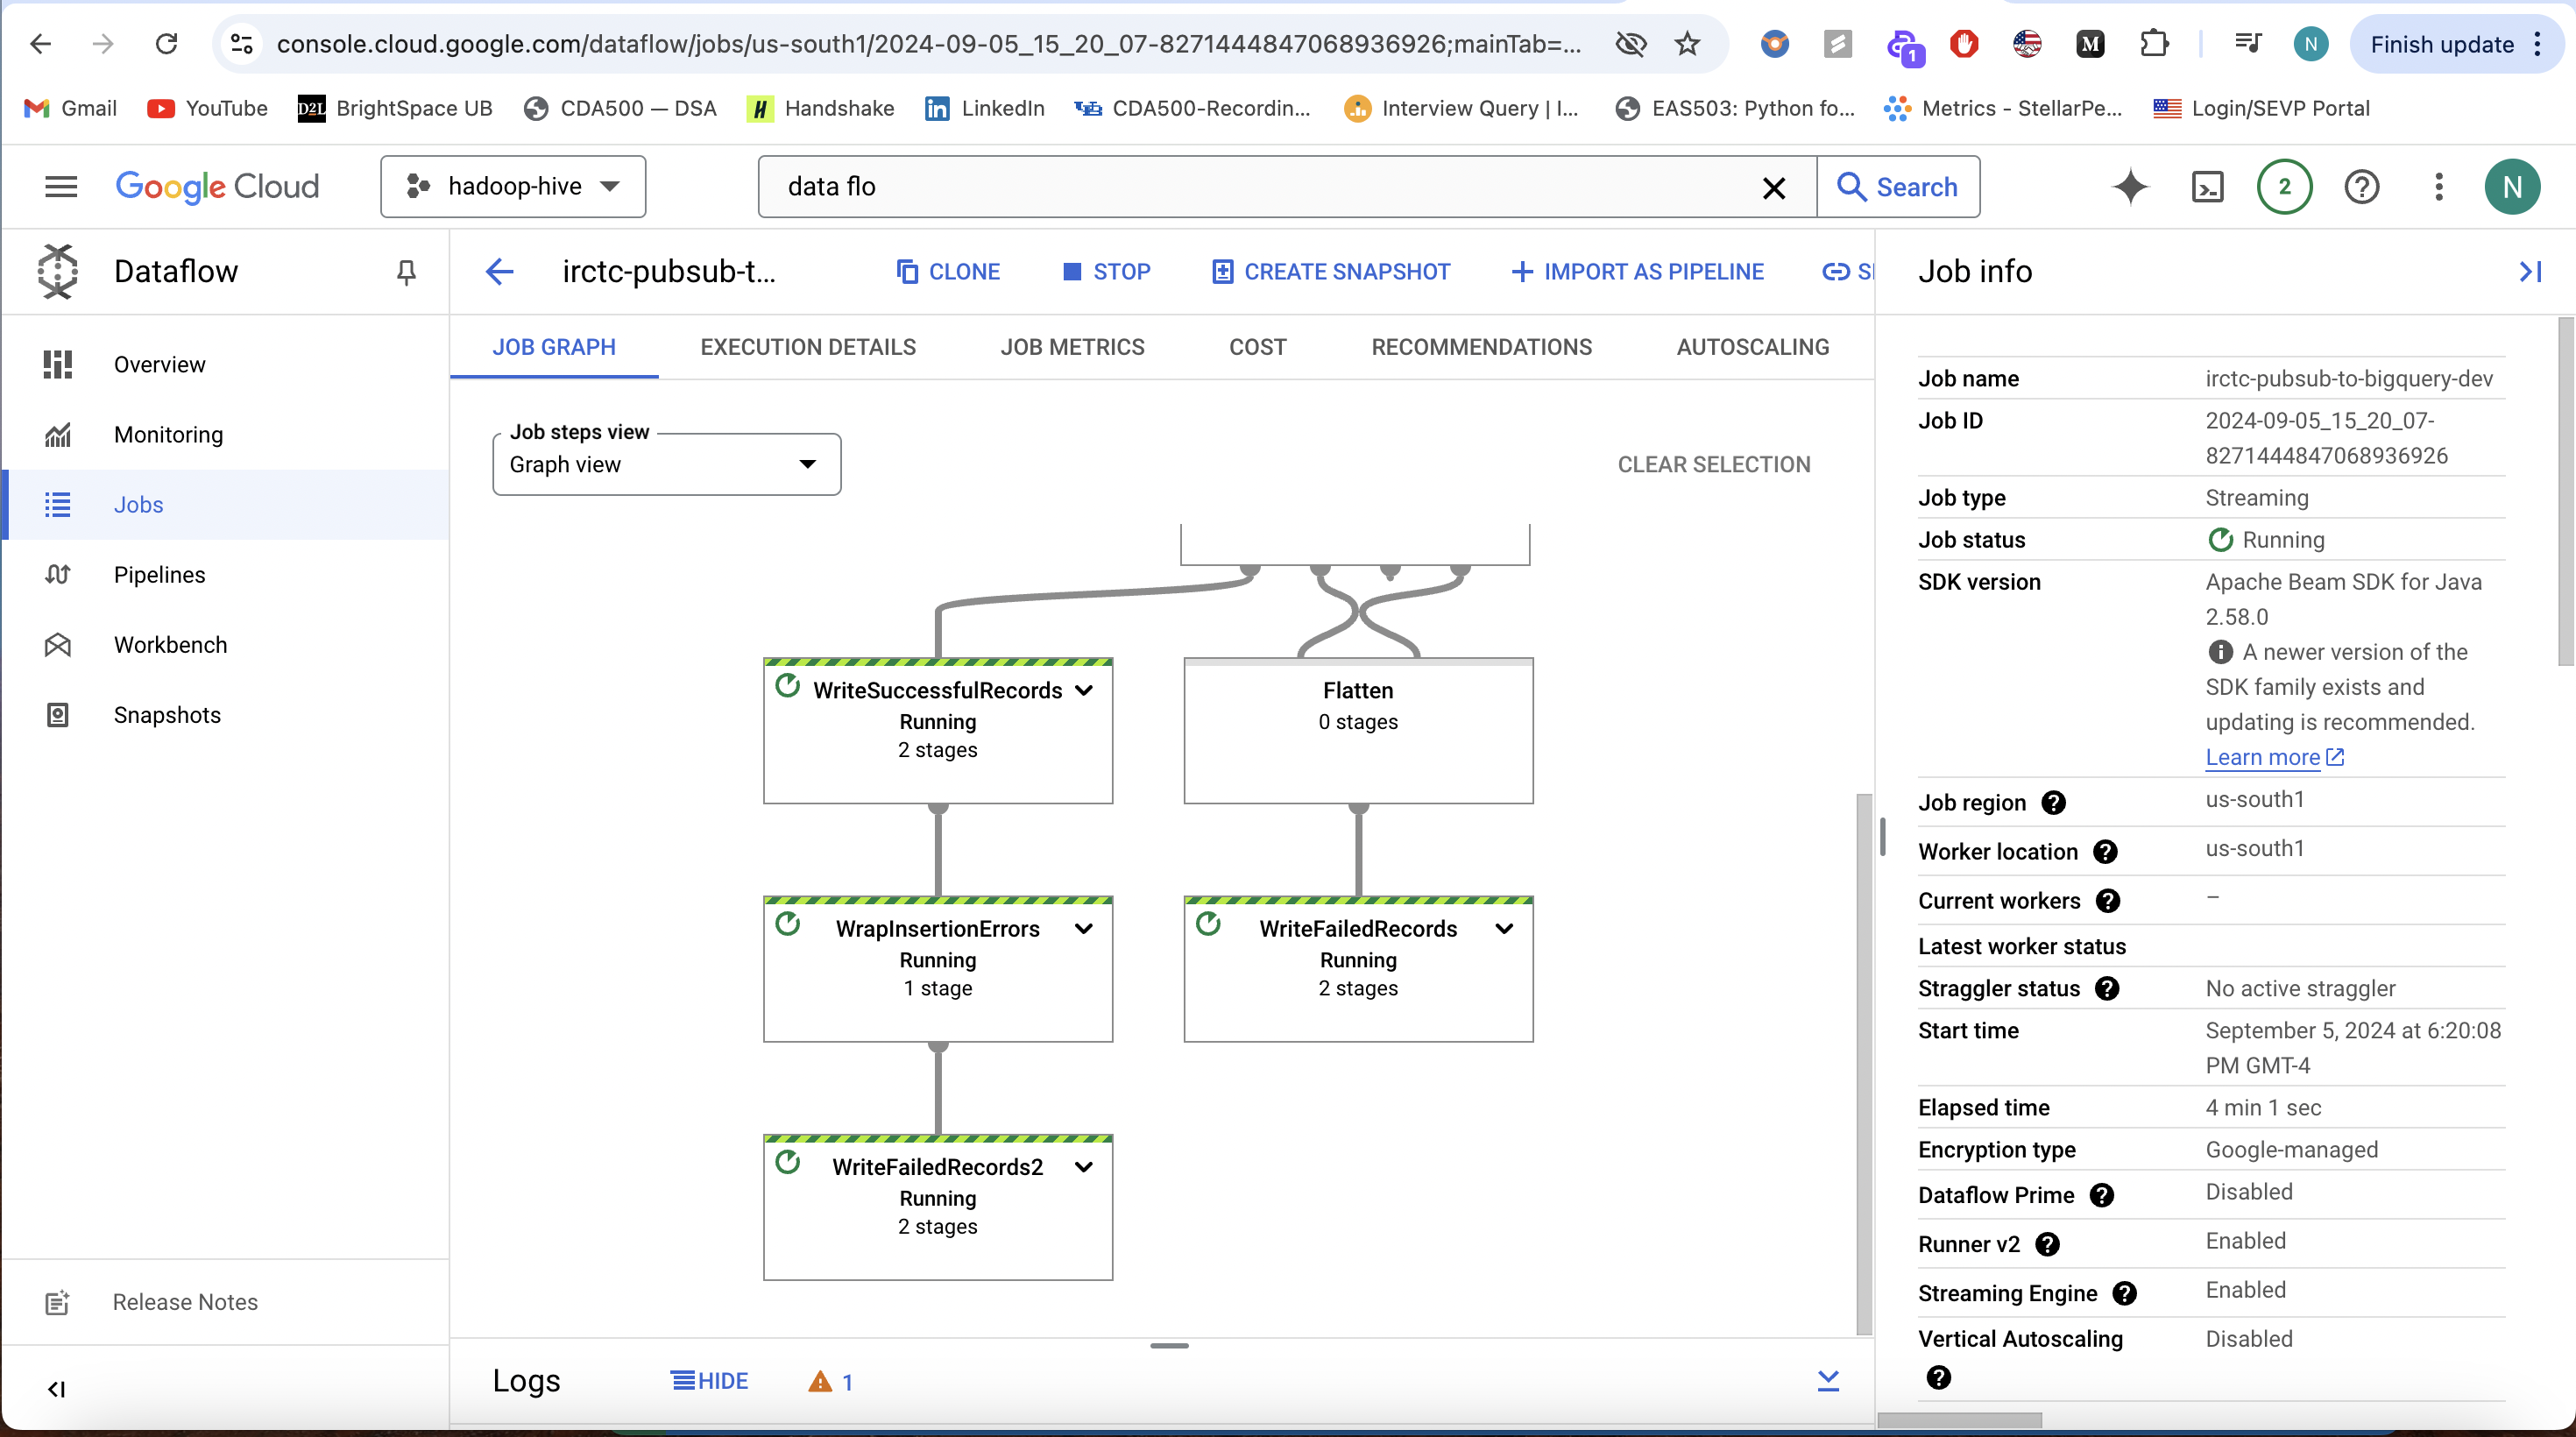 console.cloud.google.com/dataflow/jobs/us-south1/2024-09-05_15_20_07-8271444847068936926;mainTab=...
1
M
N
Finish update
Gmail
YouTube
D2L BrightSpace UB
CDA500 — DSA
H Handshake
in LinkedIn
CDA500-Recordin...
Interview Query | I...
EAS503: Python fo...
Metrics - StellarPe...
Login/SEVP Portal
Google Cloud
hadoop-hive
data flo
Search
2
N
Dataflow
Overview
Monitoring
Jobs
Pipelines
Workbench
Snapshots
Release Notes
irctc-pubsub-t...
CLONE
STOP
CREATE SNAPSHOT
IMPORT AS PIPELINE
JOB GRAPH
EXECUTION DETAILS
JOB METRICS
COST
RECOMMENDATIONS
AUTOSCALING
Job steps view
Graph view
CLEAR SELECTION
WriteSuccessfulRecords
Running
2 stages
Flatten
0 stages
WrapInsertionErrors
Running
1 stage
WriteFailedRecords
Running
2 stages
WriteFailedRecords2
Running
2 stages
Logs
HIDE
1
Job info
Job name irctc-pubsub-to-bigquery-dev
Job ID 2024-09-05_15_20_07-
8271444847068936926
Job type Streaming
Job status Running
SDK version Apache Beam SDK for Java
2.58.0
A newer version of the
SDK family exists and
updating is recommended.
Learn more
Job region us-south1
Worker location us-south1
Current workers –
Latest worker status
Straggler status No active straggler
Start time September 5, 2024 at 6:20:08
PM GMT-4
Elapsed time 4 min 1 sec
Encryption type Google-managed
Dataflow Prime Disabled
Runner v2 Enabled
Streaming Engine Enabled
Vertical Autoscaling Disabled